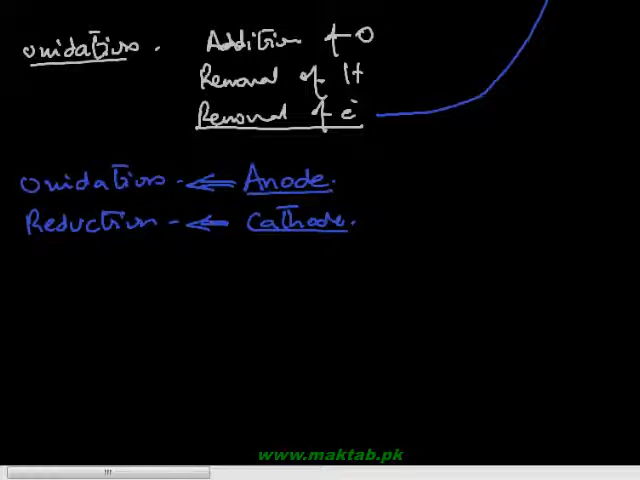 Oxidation. Addition of O
Removal of H
Removal of e⁻
Oxidation - ⇐ Anode.
Reduction - ⇐ Cathode.
www.maktab.pk